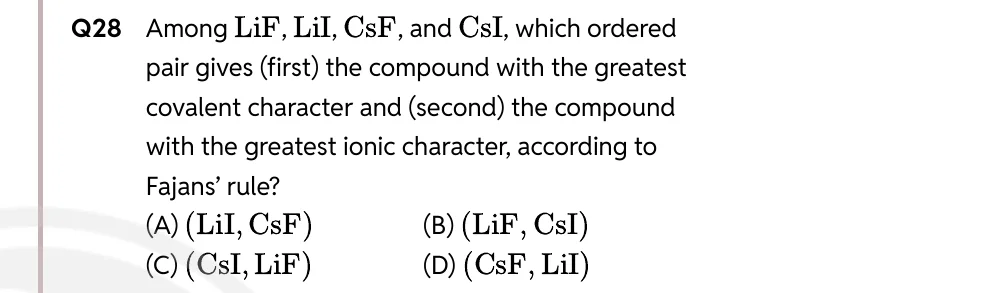 Q28 Among LiF, LiI, CsF, and CsI, which ordered
pair gives (first) the compound with the greatest
covalent character and (second) the compound
with the greatest ionic character, according to
Fajans’ rule?
(A) (LiI, CsF) (B) (LiF, CsI)
(C) (CsI, LiF) (D) (CsF, LiI)